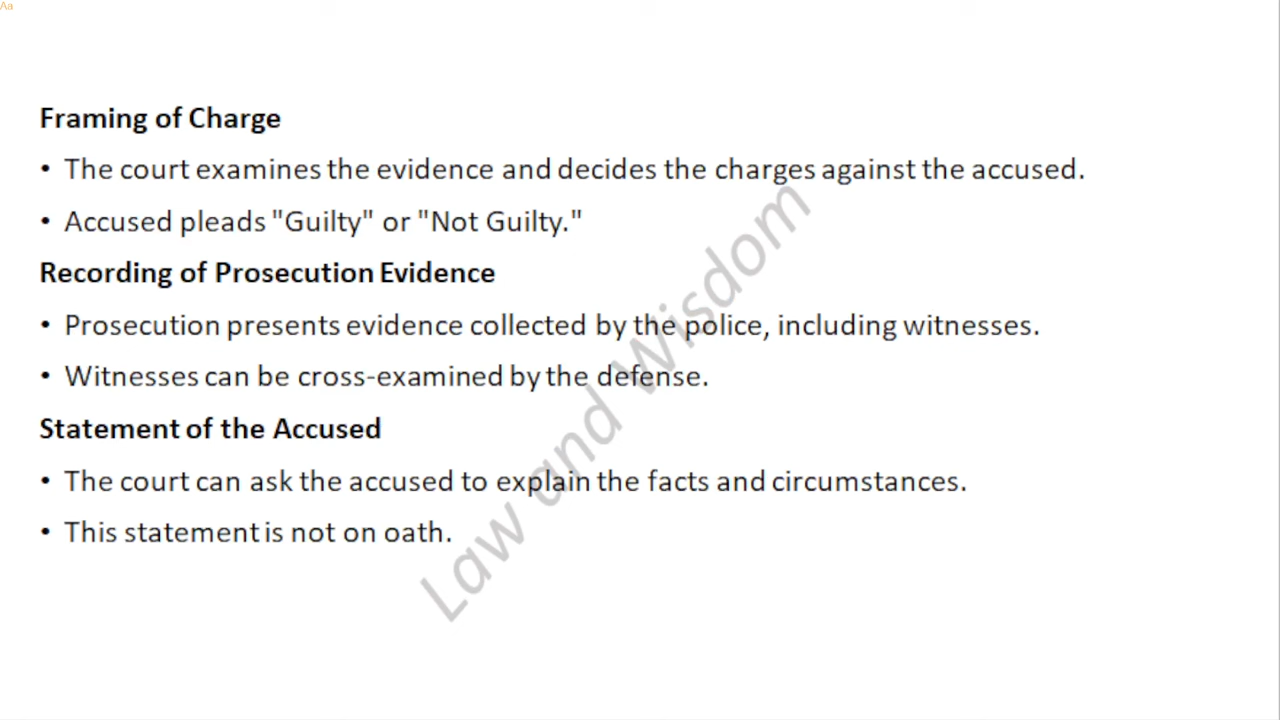 Aa
Framing of Charge
• The court examines the evidence and decides the charges against the accused.
• Accused pleads "Guilty" or "Not Guilty."
Recording of Prosecution Evidence
• Prosecution presents evidence collected by the police, including witnesses.
• Witnesses can be cross-examined by the defense.
Statement of the Accused
• The court can ask the accused to explain the facts and circumstances.
• This statement is not on oath.
Law and Wisdom